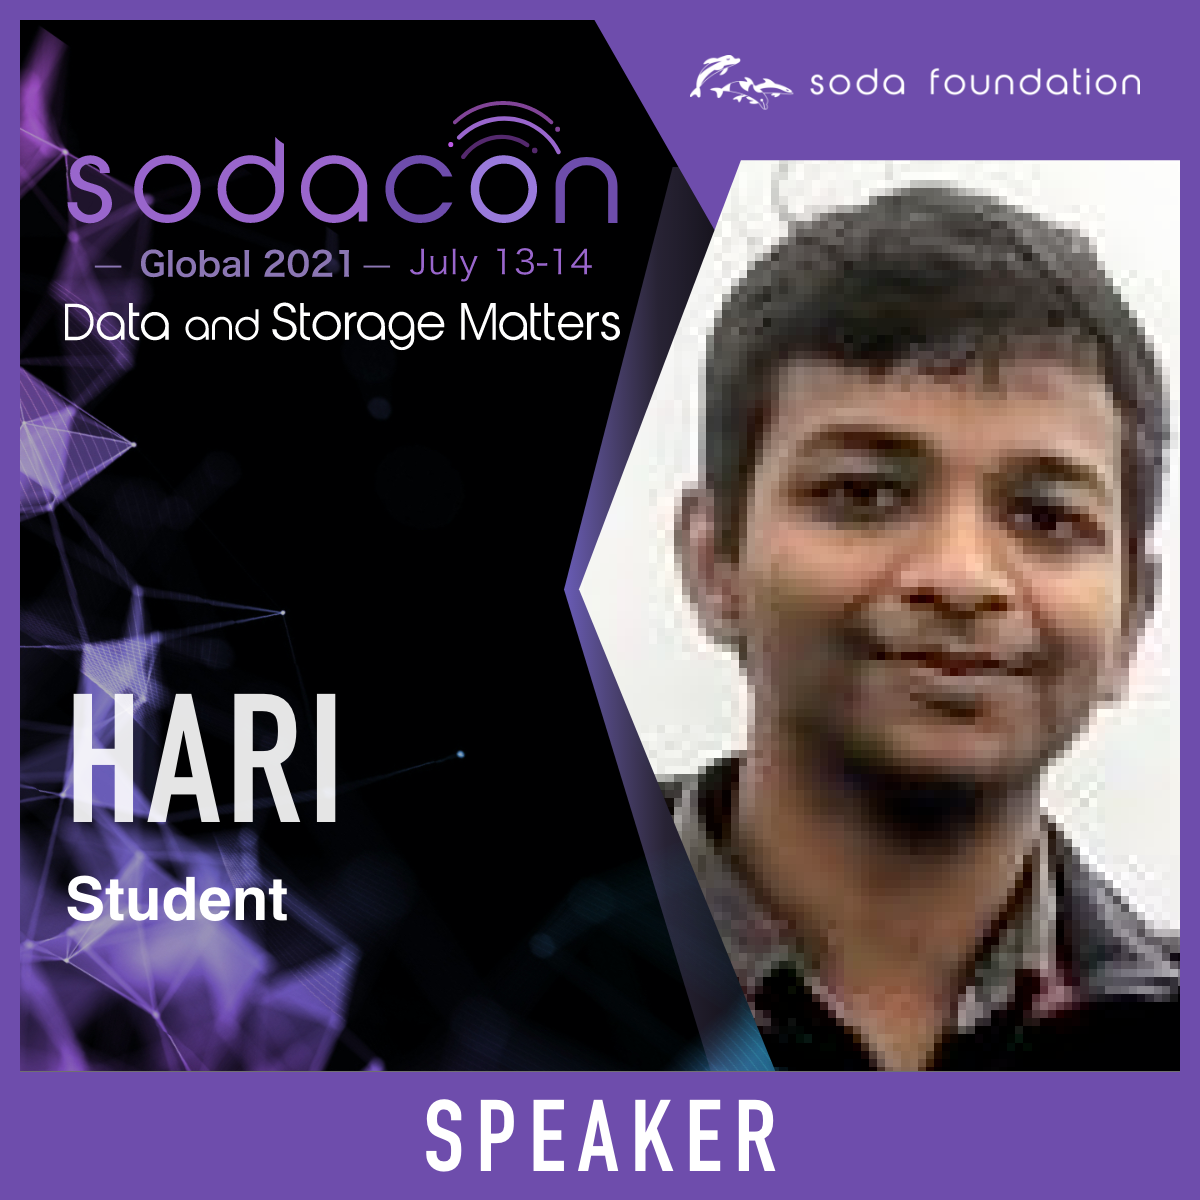 soda foundation
sodacon
— Global 2021 — July 13-14
Data and Storage Matters
HARI
Student
SPEAKER